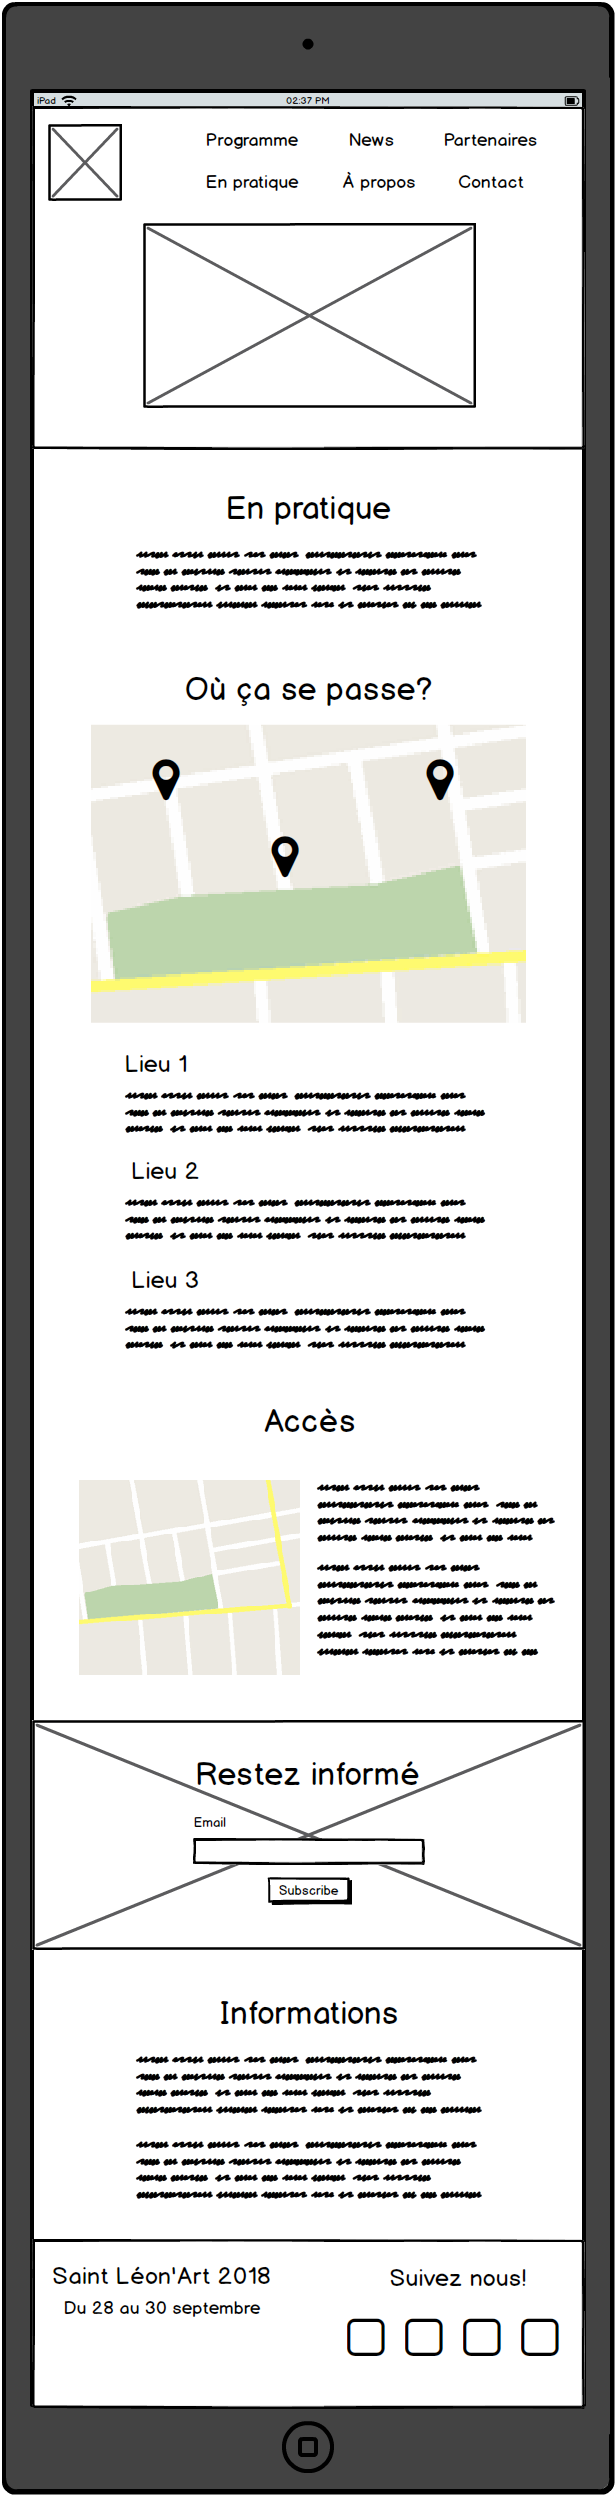 iPad 02:37 PM
Programme News Partenaires
En pratique À propos Contact
En pratique
Où ça se passe?
Lieu 1
Lieu 2
Lieu 3
Accès
Restez informé
Email
Subscribe
Informations
Saint Léon'Art 2018
Du 28 au 30 septembre
Suivez nous!